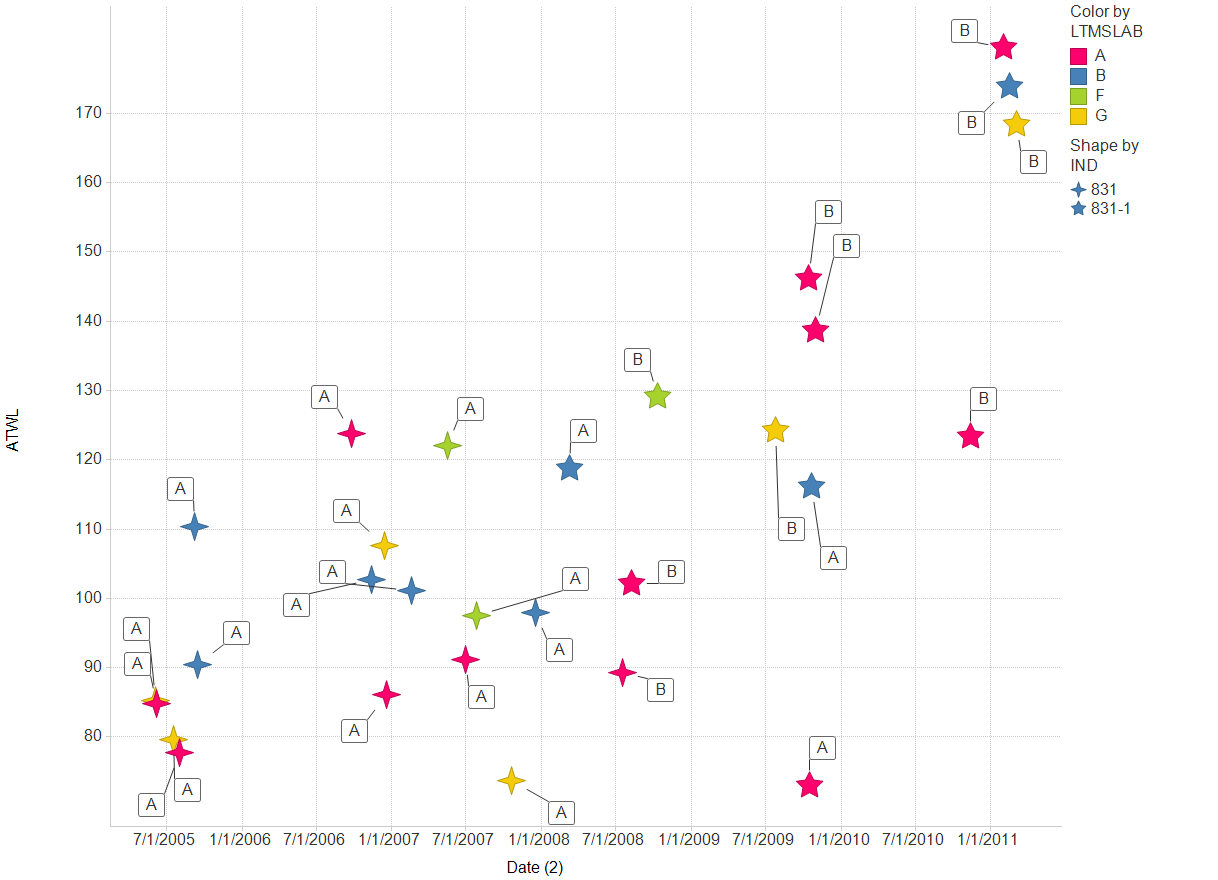 Color by
LTMSLAB
A
B
F
G
Shape by
IND
831
831-1
ATWL
170
160
150
140
130
120
110
100
90
80
B
B
B
B
B
B
B
A
A
A
B
A
A
B
A
A
A
B
A
A
A
A
A
A
B
A
A
A
A
A
A
7/1/2005 1/1/2006 7/1/2006 1/1/2007 7/1/2007 1/1/2008 7/1/2008 1/1/2009 7/1/2009 1/1/2010 7/1/2010 1/1/2011
Date (2)